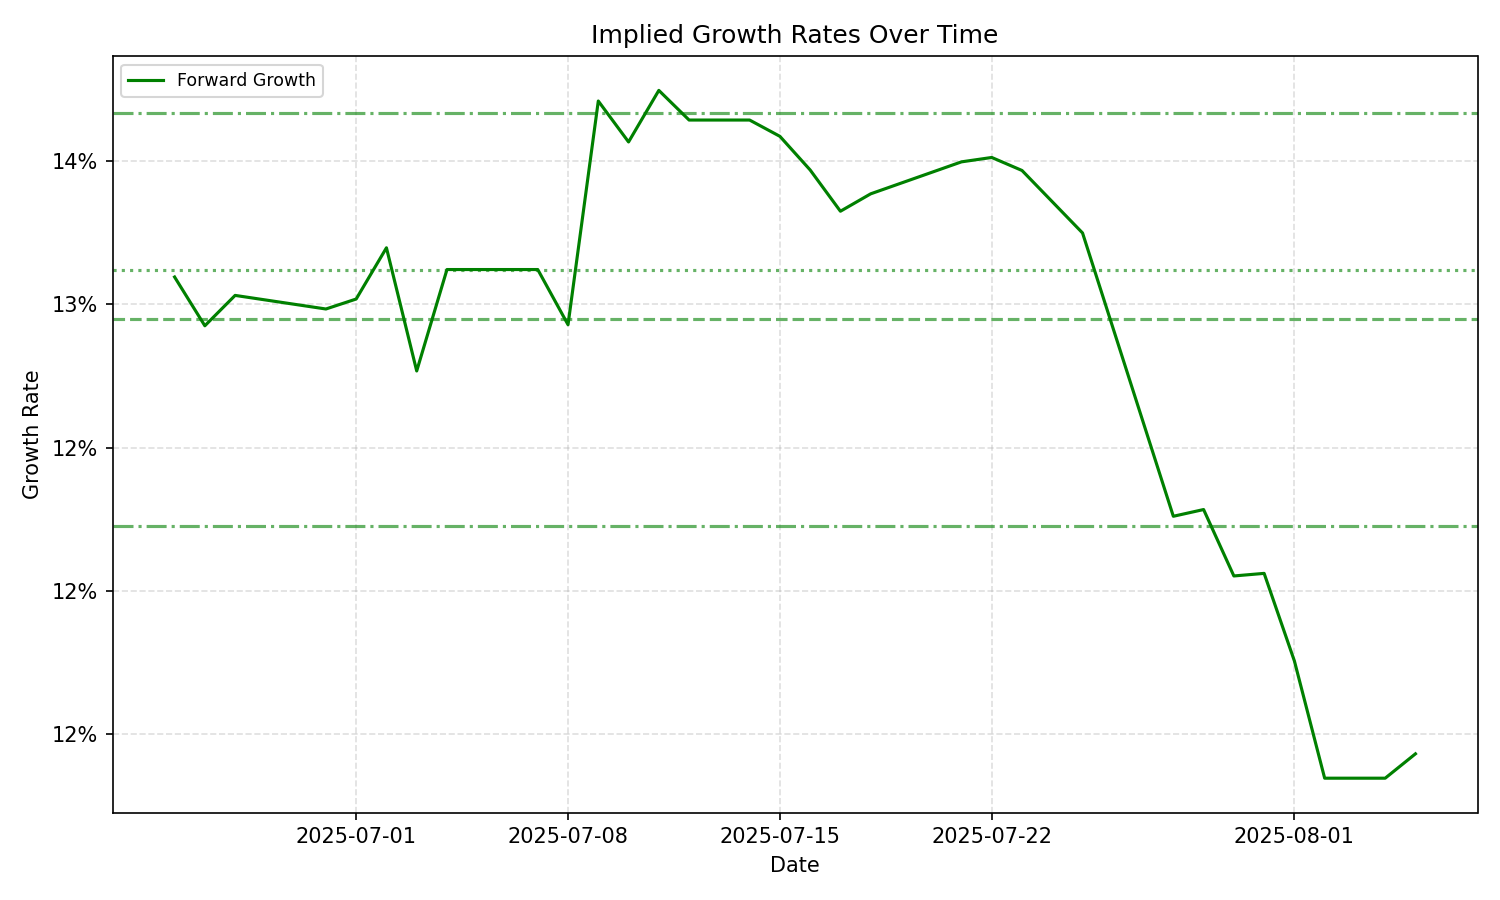 Implied Growth Rates Over Time
Forward Growth
14%
13%
12%
12%
12%
Growth Rate
2025-07-01
2025-07-08
2025-07-15
2025-07-22
2025-08-01
Date